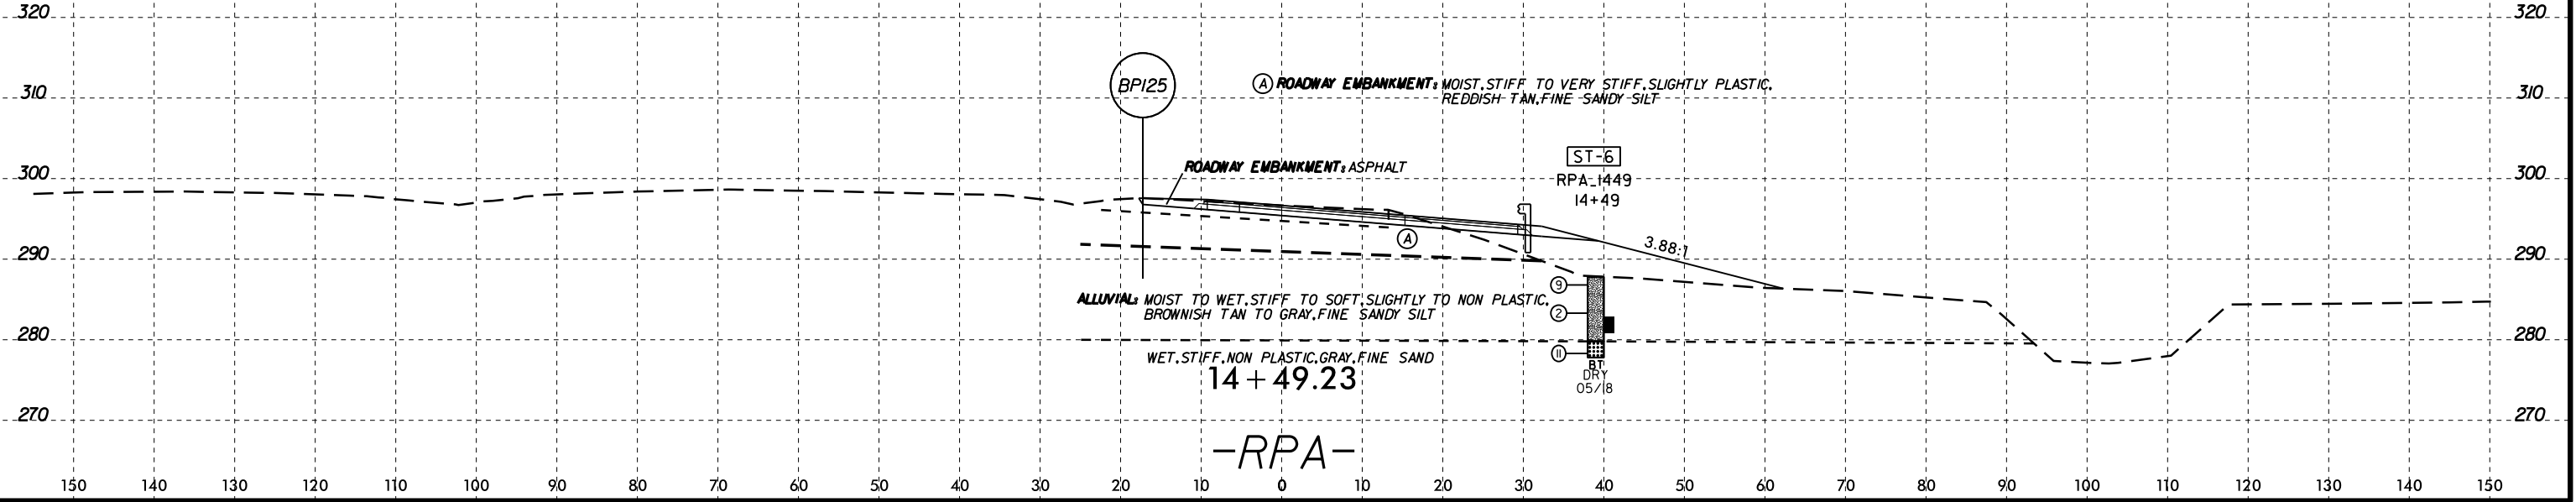 320 320
BP125
A ROADWAY EMBANKMENT: MOIST, STIFF TO VERY STIFF, SLIGHTLY PLASTIC,
REDDISH TAN, FINE SANDY SILT
310 310
ROADWAY EMBANKMENT: ASPHALT
ST-6
RPA_1449
14+49
300 300
A
3.88:1
290 290
ALLUVIAL: MOIST TO WET, STIFF TO SOFT, SLIGHTLY TO NON PLASTIC,
BROWNISH TAN TO GRAY, FINE SANDY SILT
9
2
280 280
WET, STIFF, NON PLASTIC, GRAY, FINE SAND
11
14+49.23
BT
DRY
05/18
270 270
-RPA-
150 140 130 120 110 100 90 80 70 60 50 40 30 20 10 0 10 20 30 40 50 60 70 80 90 100 110 120 130 140 150